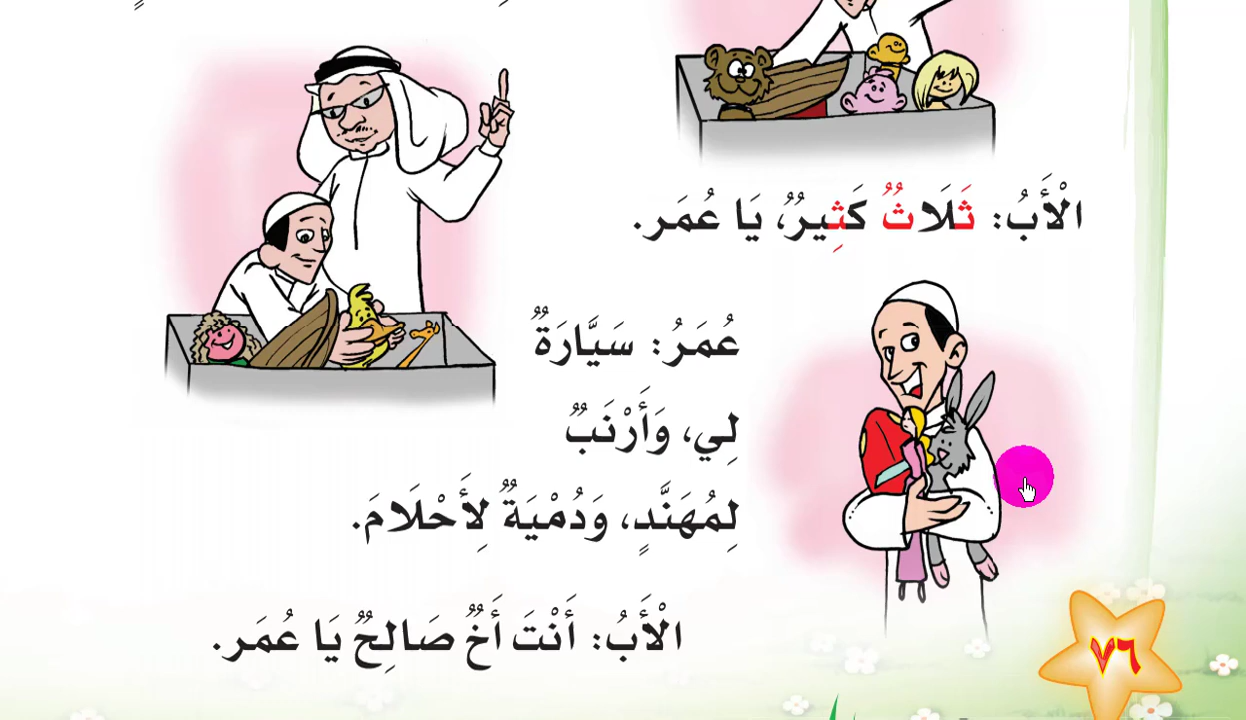 الْأَبُ: ثَلَاثٌ كَثِيرٌ، يَا عُمَر.
عُمَرُ: سَيَّارَةٌ
لِي، وَأَرْنَبٌ
لِمُهَنَّدٍ، وَدُمْيَةٌ لِأَحْلَامَ.
الْأَبُ: أَنْتَ أَخٌ صَالِحٌ يَا عُمَر.
٧٦